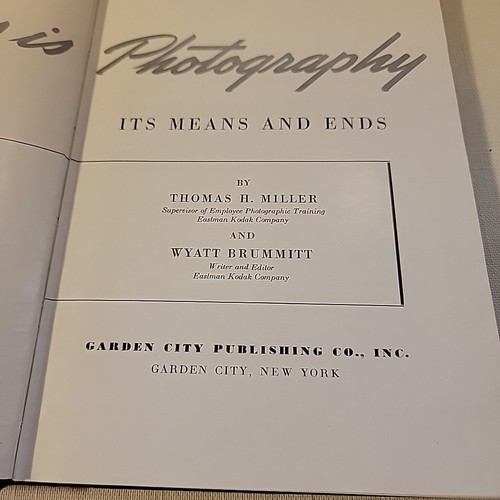 is Photography
ITS MEANS AND ENDS
BY
THOMAS H. MILLER
Supervisor of Employee Photographic Training
Eastman Kodak Company
AND
WYATT BRUMMITT
Writer and Editor
Eastman Kodak Company
GARDEN CITY PUBLISHING CO., INC.
GARDEN CITY, NEW YORK